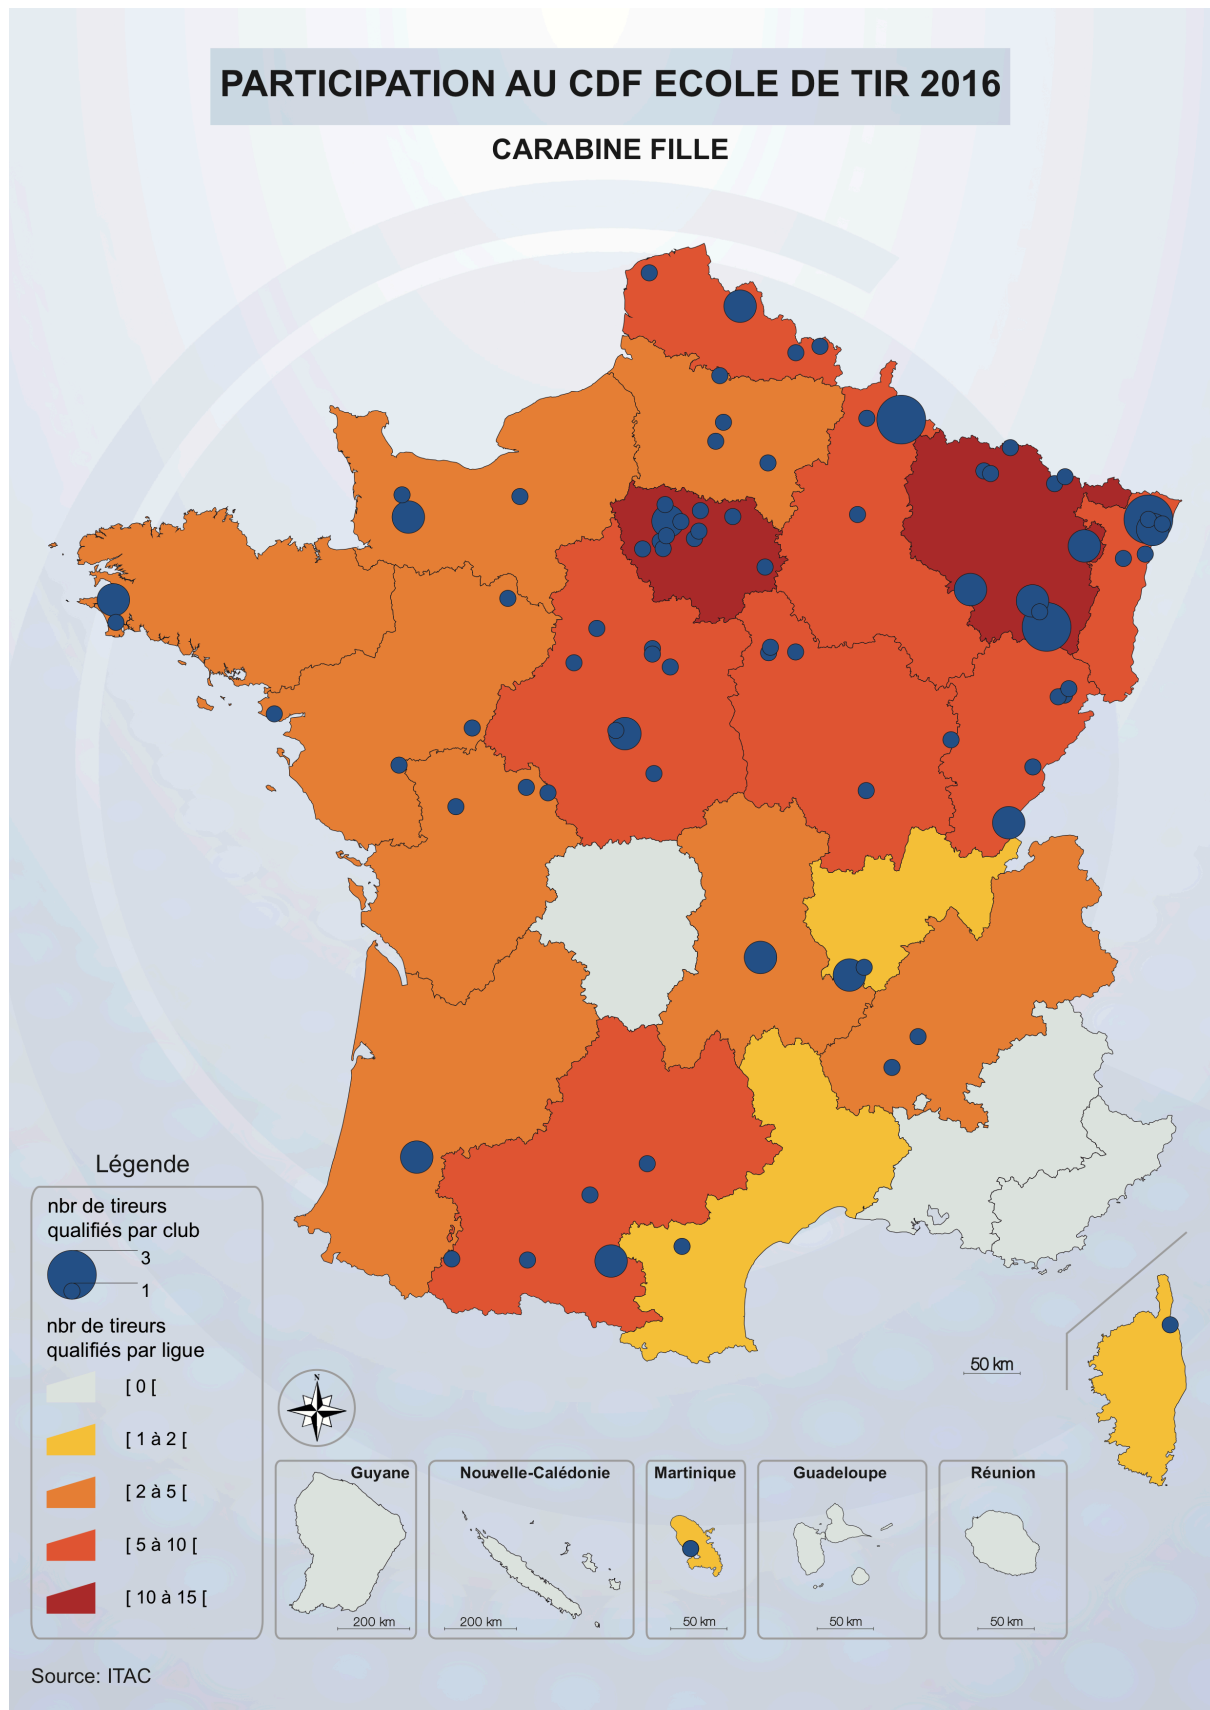 PARTICIPATION AU CDF ECOLE DE TIR 2016
CARABINE FILLE
Légende
nbr de tireurs
qualifiés par club
3
1
nbr de tireurs
qualifiés par ligue
[ 0 [
[ 1 à 2 [
[ 2 à 5 [
[ 5 à 10 [
[ 10 à 15 [
N
50 km
Guyane
200 km
Nouvelle-Calédonie
200 km
Martinique
50 km
Guadeloupe
50 km
Réunion
50 km
Source: ITAC